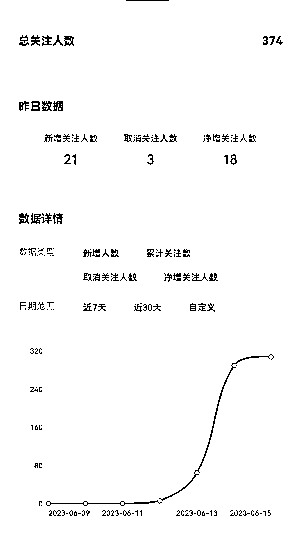 总关注人数 374
昨日数据
新增关注人数 取消关注人数 净增关注人数
21 3 18
数据详情
数据类型 新增人数 累计关注数
取消关注人数 净增关注人数
日期范围 近7天 近30天 自定义
320
240
160
80
0
2023-06-09 2023-06-11 2023-06-13 2023-06-15